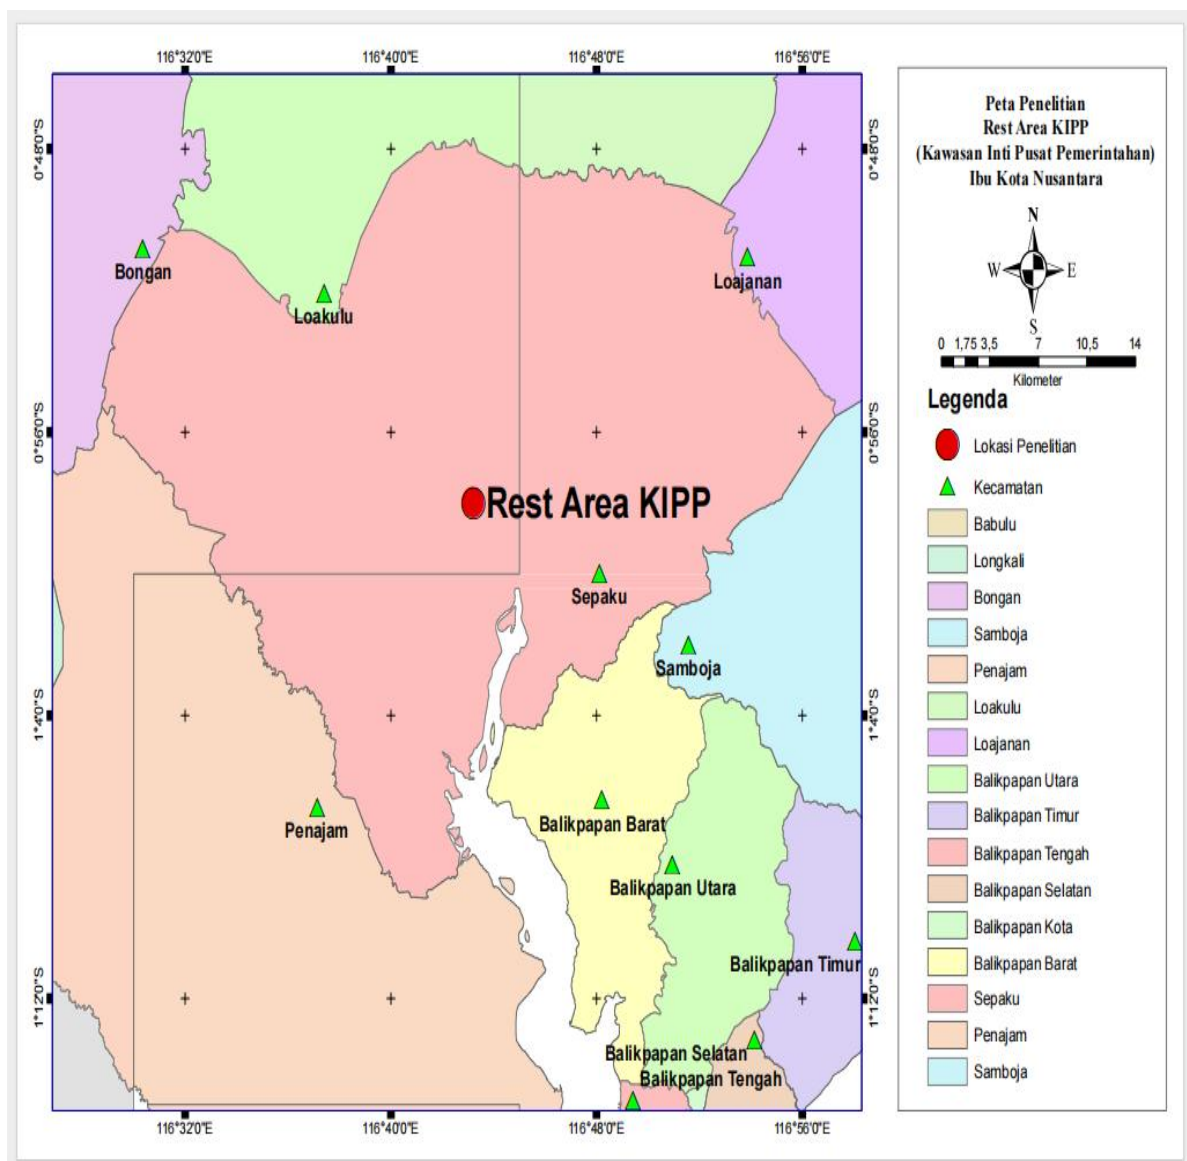 116°32'0"E 116°40'0"E 116°48'0"E 116°56'0"E
0°48'0"S
0°48'0"S
Bongan
Loakulu
Loajanan
0°56'0"S
0°56'0"S
Rest Area KIPP
Sepaku
Samboja
1°4'0"S
1°4'0"S
Penajam
Balikpapan Barat
Balikpapan Utara
Balikpapan Timur
1°12'0"S
1°12'0"S
Balikpapan Selatan
Balikpapan Tengah
116°32'0"E 116°40'0"E 116°48'0"E 116°56'0"E
Peta Penelitian
Rest Area KIPP
(Kawasan Inti Pusat Pemerintahan)
Ibu Kota Nusantara
N
W E
S
0 1,75 3,5 7 10,5 14
Kilometer
Legenda
Lokasi Penelitian
Kecamatan
Babulu
Longkali
Bongan
Samboja
Penajam
Loakulu
Loajanan
Balikpapan Utara
Balikpapan Timur
Balikpapan Tengah
Balikpapan Selatan
Balikpapan Kota
Balikpapan Barat
Sepaku
Penajam
Samboja